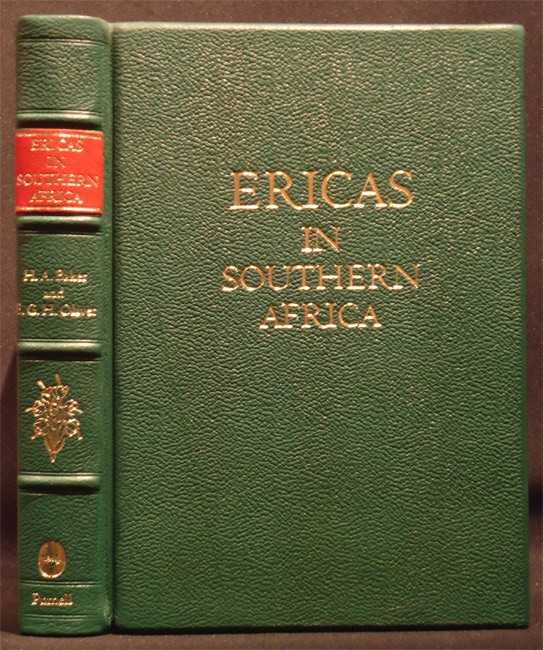 ERICAS
IN
SOUTHERN
AFRICA
H. A. Baker
and
E. G. H. Oliver
Purnell
ERICAS
IN
SOUTHERN
AFRICA